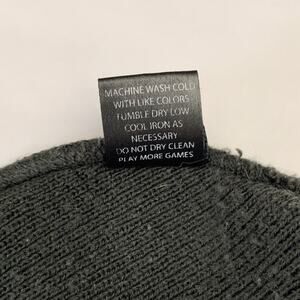 MACHINE WASH COLD
WITH LIKE COLORS
TUMBLE DRY LOW
COOL IRON AS
NECESSARY
DO NOT DRY CLEAN
PLAY MORE GAMES